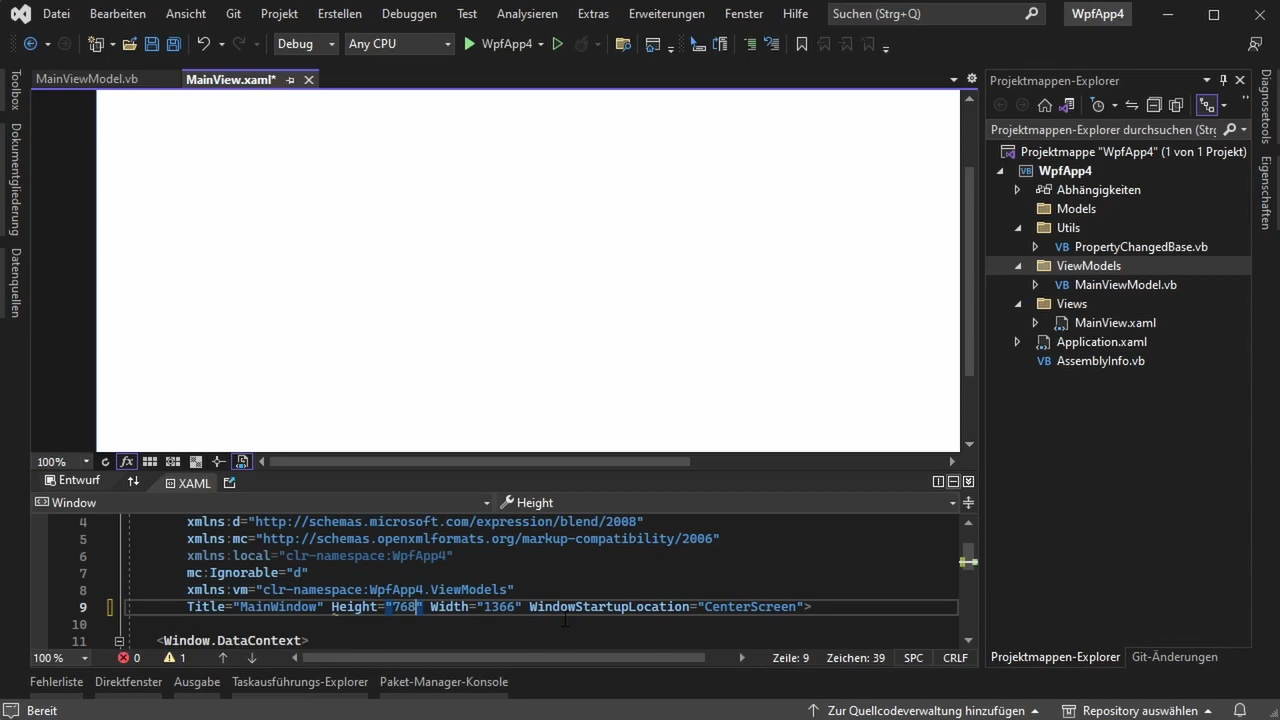 Datei Bearbeiten Ansicht Git Projekt Erstellen Debuggen Test Analysieren Extras Erweiterungen Fenster Hilfe Suchen (Strg+Q) WpfApp4
Debug Any CPU WpfApp4
MainViewModel.vb MainView.xaml*
Toolbox
Dokumentgliederung
Datenquellen
100%
Entwurf XAML
Window Height
4 xmlns:d="http://schemas.microsoft.com/expression/blend/2008"
5 xmlns:mc="http://schemas.openxmlformats.org/markup-compatibility/2006"
6 xmlns:local="clr-namespace:WpfApp4"
7 mc:Ignorable="d"
8 xmlns:vm="clr-namespace:WpfApp4.ViewModels"
9 Title="MainWindow" Height="768" Width="1366" WindowStartupLocation="CenterScreen">
10
11 <Window.DataContext>
100% 0 1 Zeile: 9 Zeichen: 39 SPC CRLF
Projektmappen-Explorer
Projektmappen-Explorer durchsuchen (Strg
Projektmappe "WpfApp4" (1 von 1 Projekt)
WpfApp4
Abhängigkeiten
Models
Utils
PropertyChangedBase.vb
ViewModels
MainViewModel.vb
Views
MainView.xaml
Application.xaml
AssemblyInfo.vb
Projektmappen-Explorer Git-Änderungen
Diagnosetools
Eigenschaften
Fehlerliste Direktfenster Ausgabe Taskausführungs-Explorer Paket-Manager-Konsole
Bereit Zur Quellcodeverwaltung hinzufügen Repository auswählen